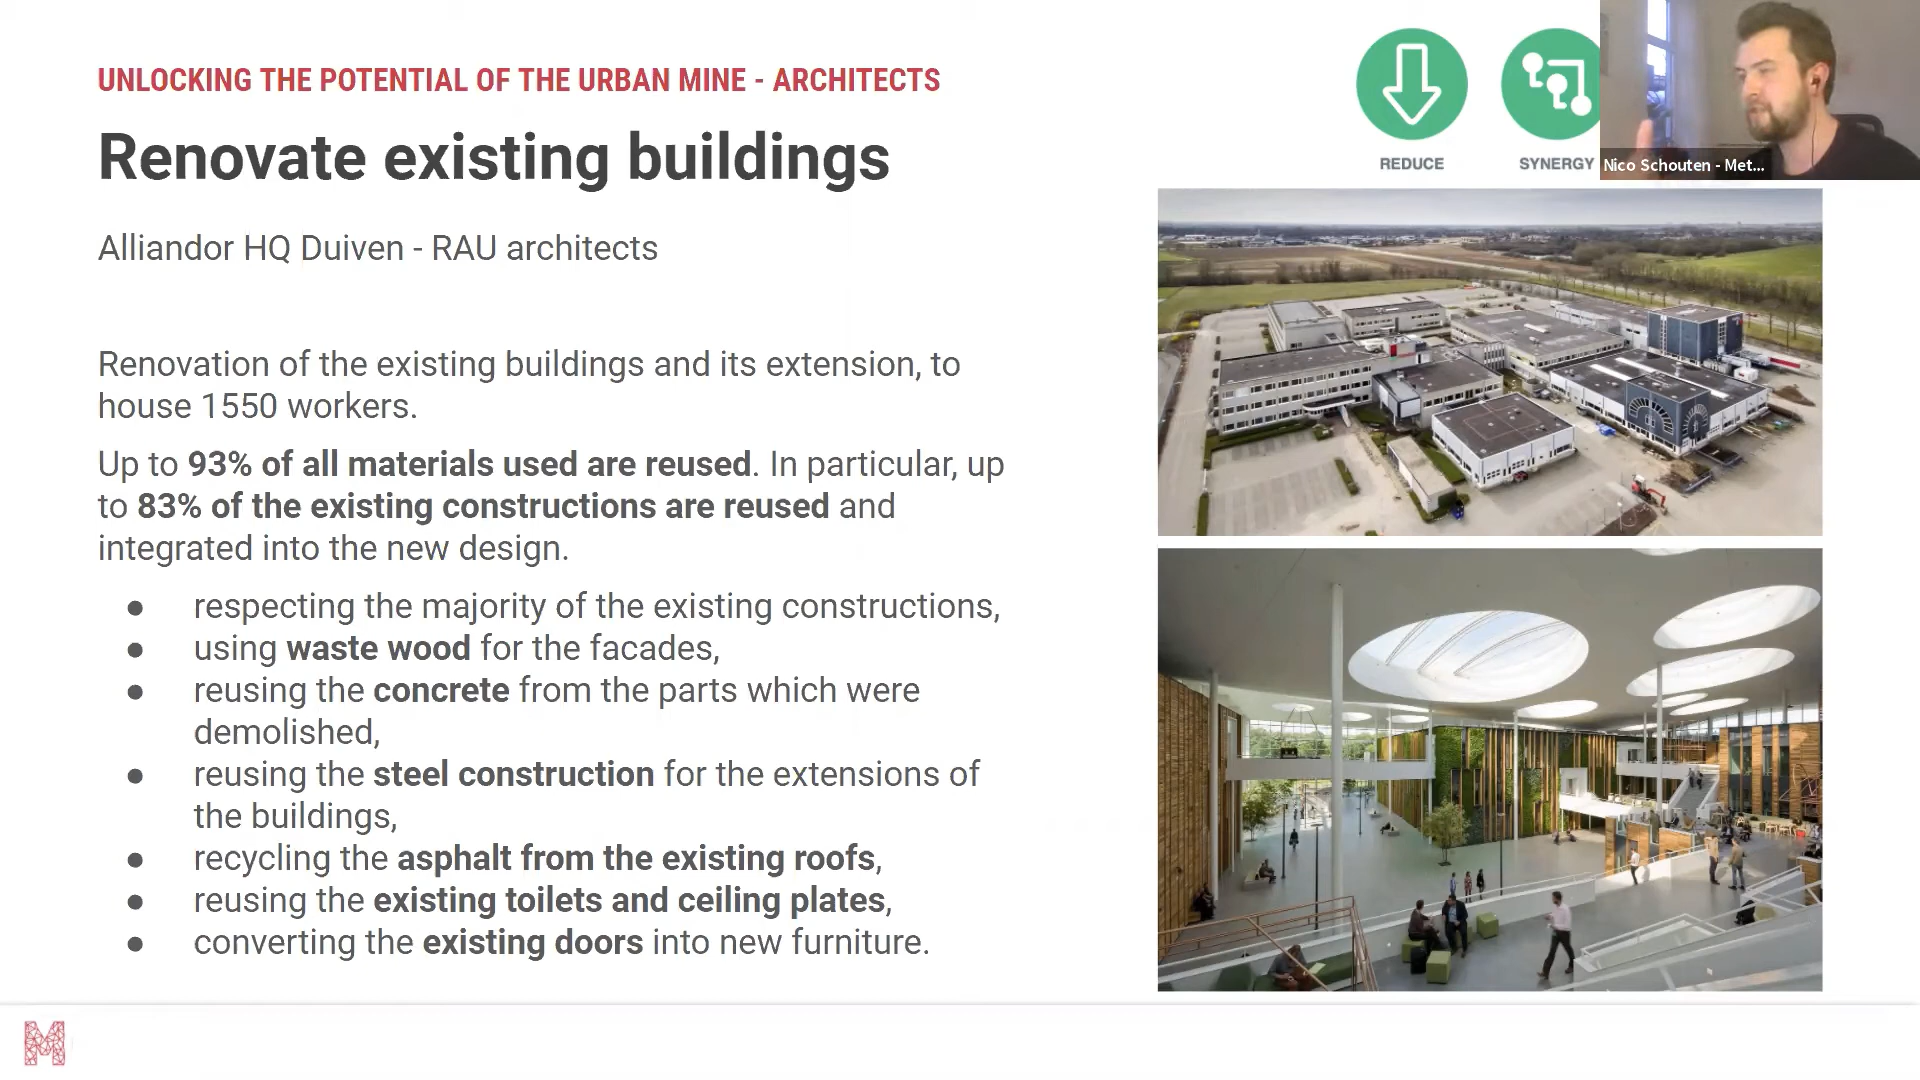 UNLOCKING THE POTENTIAL OF THE URBAN MINE - ARCHITECTS
Renovate existing buildings
Alliandor HQ Duiven - RAU architects
REDUCE
SYNERGY
Nico Schouten - Met...
Renovation of the existing buildings and its extension, to
house 1550 workers.
Up to 93% of all materials used are reused. In particular, up
to 83% of the existing constructions are reused and
integrated into the new design.
● respecting the majority of the existing constructions,
● using waste wood for the facades,
● reusing the concrete from the parts which were
demolished,
● reusing the steel construction for the extensions of
the buildings,
● recycling the asphalt from the existing roofs,
● reusing the existing toilets and ceiling plates,
● converting the existing doors into new furniture.
M